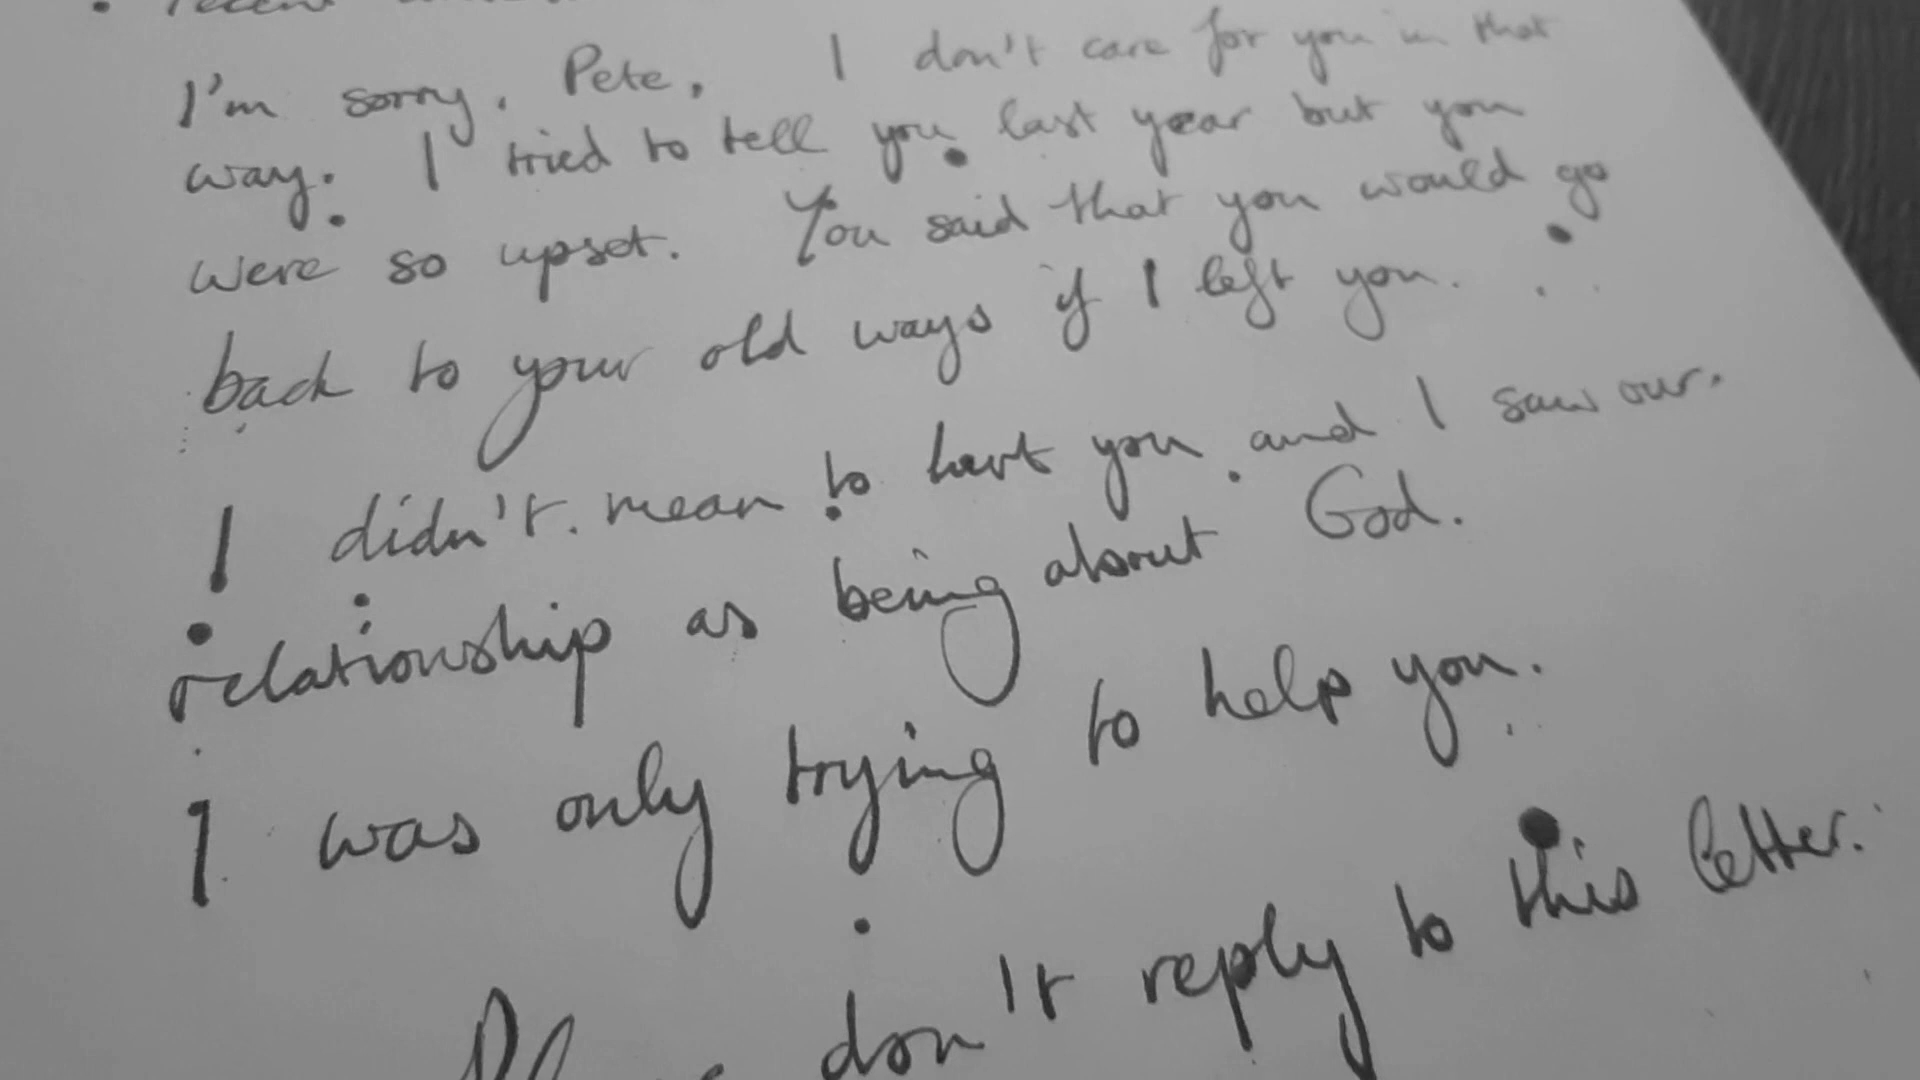 I'm sorry, Pete, I don't care for you in that
way. I tried to tell you last year but you
were so upset. You said that you would go
back to your old ways if I left you.
I didn't mean to hurt you and I saw our
relationship as being about God.
I was only trying to help you.
don't reply to this letter.